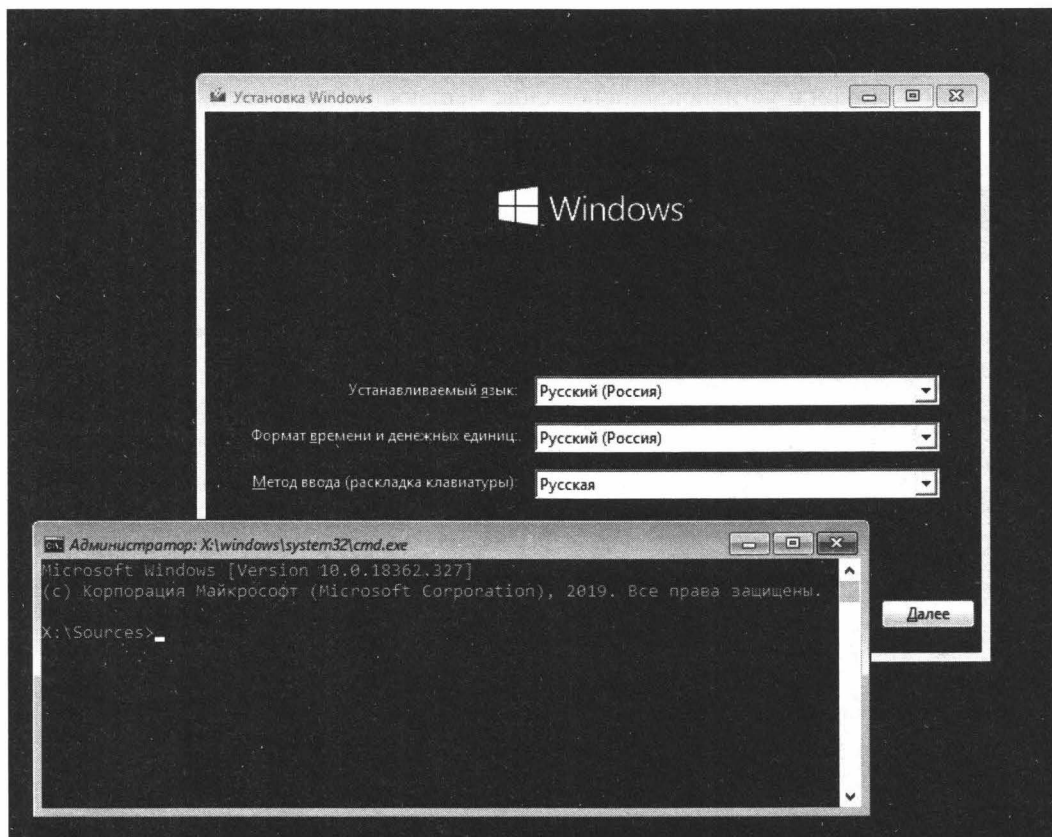 Установка Windows
Windows
Устанавливаемый язык: Русский (Россия)
Формат времени и денежных единиц: Русский (Россия)
Метод ввода (раскладка клавиатуры): Русская
Администратор: X:\windows\system32\cmd.exe
Microsoft Windows [Version 10.0.18362.327]
(c) Корпорация Майкрософт (Microsoft Corporation), 2019. Все права защищены.
X:\Sources>
Далее